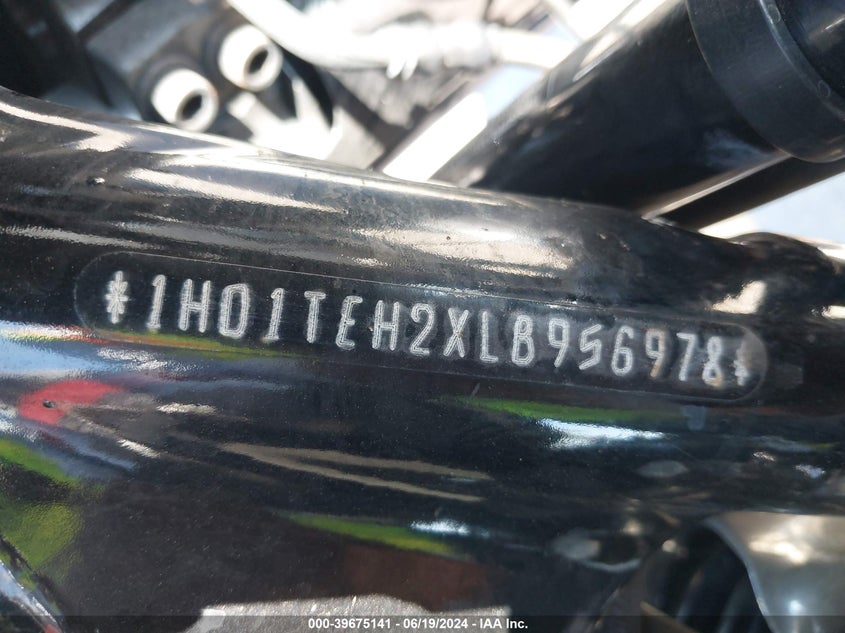 *1HD1TEH2XLB956978*
000-39675141 - 06/19/2024 - IAA Inc.